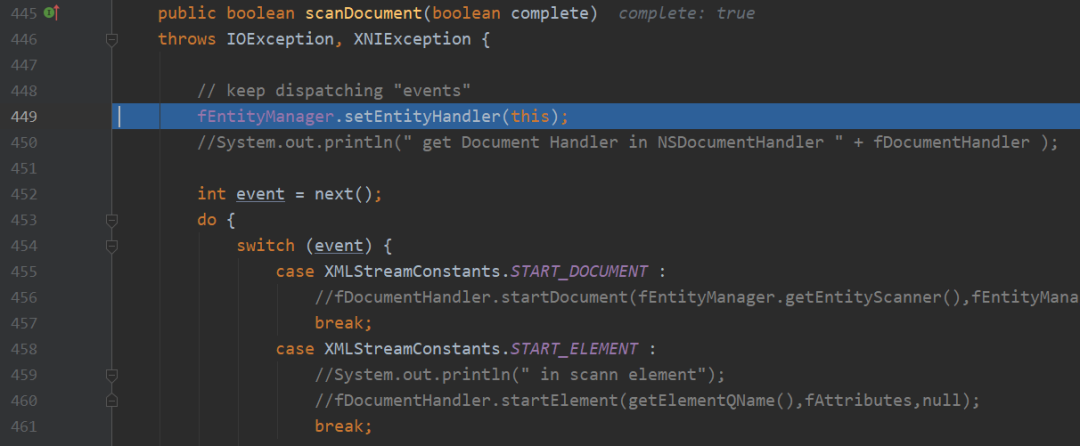 445 public boolean scanDocument(boolean complete) complete: true
446 throws IOException, XNIException {
447
448 // keep dispatching "events"
449 fEntityManager.setEntityHandler(this);
450 //System.out.println(" get Document Handler in NSDocumentHandler " + fDocumentHandler );
451
452 int event = next();
453 do {
454 switch (event) {
455 case XMLStreamConstants.START_DOCUMENT :
456 //fDocumentHandler.startDocument(fEntityManager.getEntityScanner(),fEntityMana
457 break;
458 case XMLStreamConstants.START_ELEMENT :
459 //System.out.println(" in scann element");
460 //fDocumentHandler.startElement(getElementQName(),fAttributes,null);
461 break;